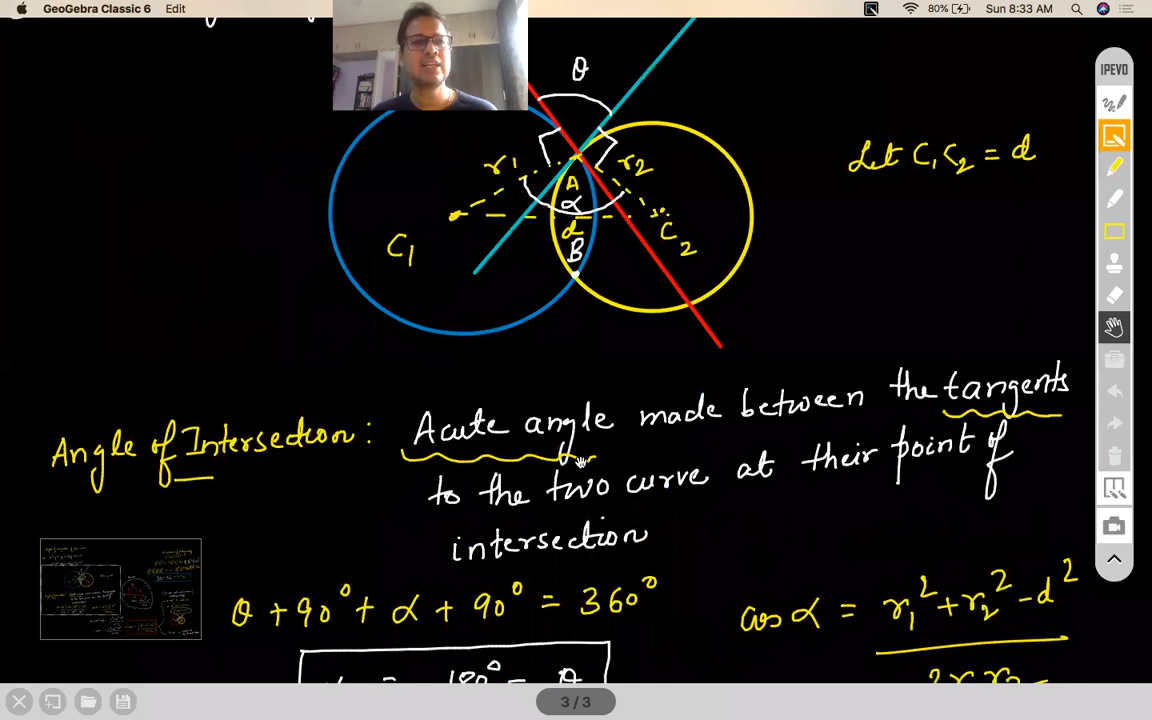 GeoGebra Classic 6 Edit
80% Sun 8:33 AM
IPEVO
θ
r1 r2
Let C1C2 = d
A
α
d
C1 C2
B
Angle of Intersection: Acute angle made between the tangents
to the two curve at their point of
intersection
θ + 90° + α + 90° = 360°
cos α = r1² + r2² - d²
180° - θ
3 / 3